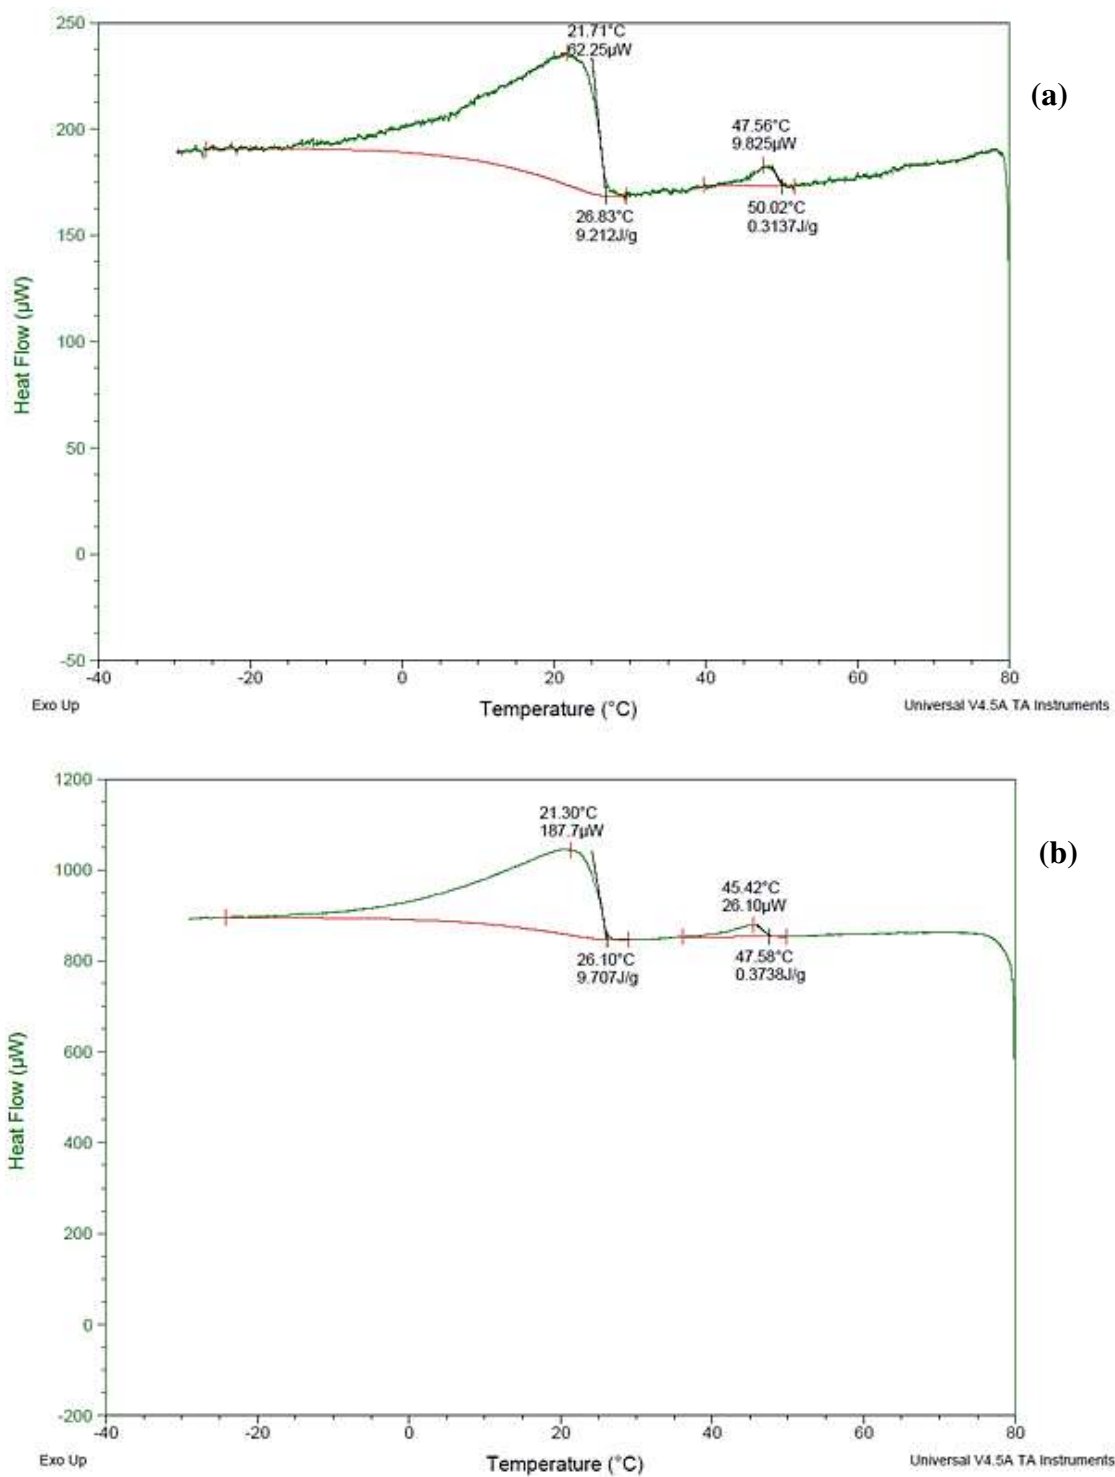 250
200
150
100
50
0
-50
Heat Flow (µW)
21.71°C
62.25µW
(a)
47.56°C
9.825µW
26.83°C
9.212J/g
50.02°C
0.3137J/g
-40 -20 0 20 40 60 80
Exo Up
Temperature (°C)
Universal V4.5A TA Instruments
1200
1000
800
600
400
200
0
-200
Heat Flow (µW)
21.30°C
187.7µW
(b)
45.42°C
26.10µW
26.10°C
9.707J/g
47.58°C
0.3738J/g
-40 -20 0 20 40 60 80
Exo Up
Temperature (°C)
Universal V4.5A TA Instruments